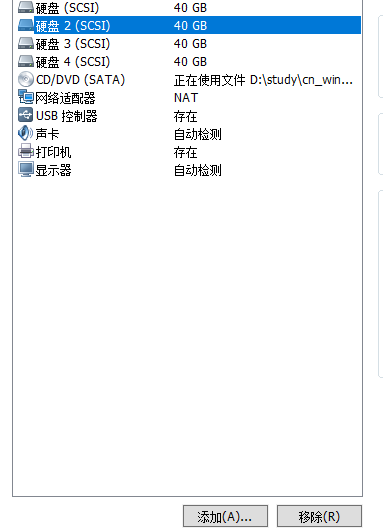 硬盘 (SCSI) 40 GB
硬盘 2 (SCSI) 40 GB
硬盘 3 (SCSI) 40 GB
硬盘 4 (SCSI) 40 GB
CD/DVD (SATA) 正在使用文件 D:\study\cn_win...
网络适配器 NAT
USB 控制器 存在
声卡 自动检测
打印机 存在
显示器 自动检测
添加(A)... 移除(R)